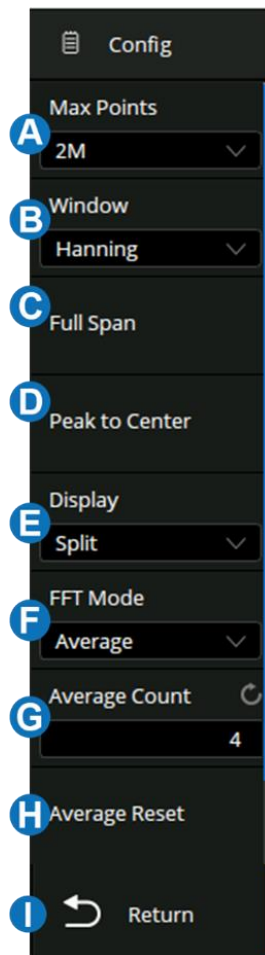 Config
Max Points
A
2M
B
Window
Hanning
C
Full Span
D
Peak to Center
Display
E
Split
FFT Mode
F
Average
Average Count
G
4
H Average Reset
I Return